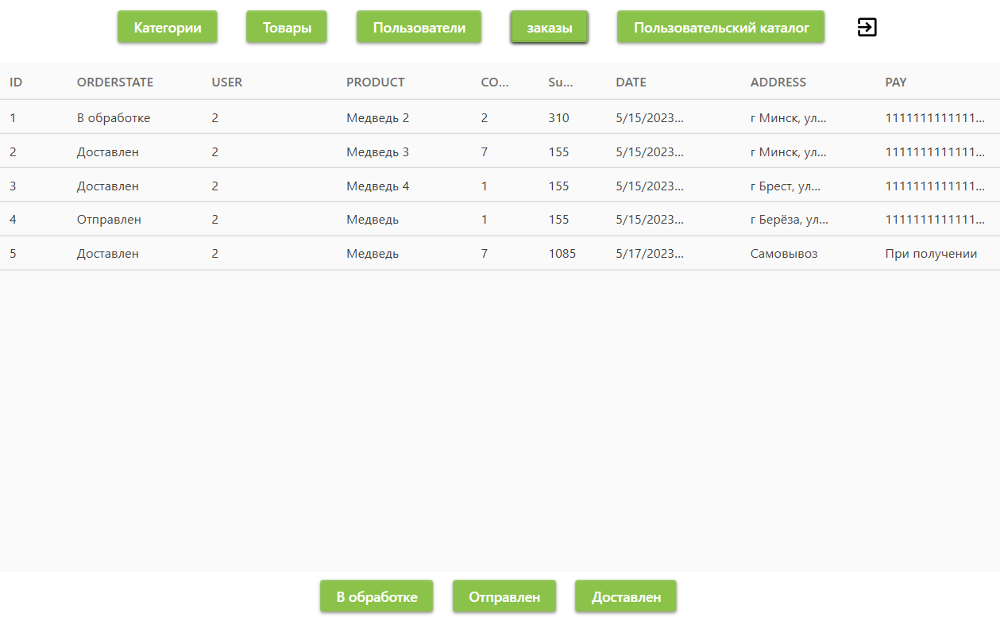 Категории Товары Пользователи заказы Пользовательский каталог
ID ORDERSTATE USER PRODUCT CO... Su... DATE ADDRESS PAY
1 В обработке 2 Медведь 2 2 310 5/15/2023... г Минск, ул... 1111111111111...
2 Доставлен 2 Медведь 3 7 155 5/15/2023... г Минск, ул... 1111111111111...
3 Доставлен 2 Медведь 4 1 155 5/15/2023... г Брест, ул... 1111111111111...
4 Отправлен 2 Медведь 1 155 5/15/2023... г Берёза, ул... 1111111111111...
5 Доставлен 2 Медведь 7 1085 5/17/2023... Самовывоз При получении
В обработке Отправлен Доставлен